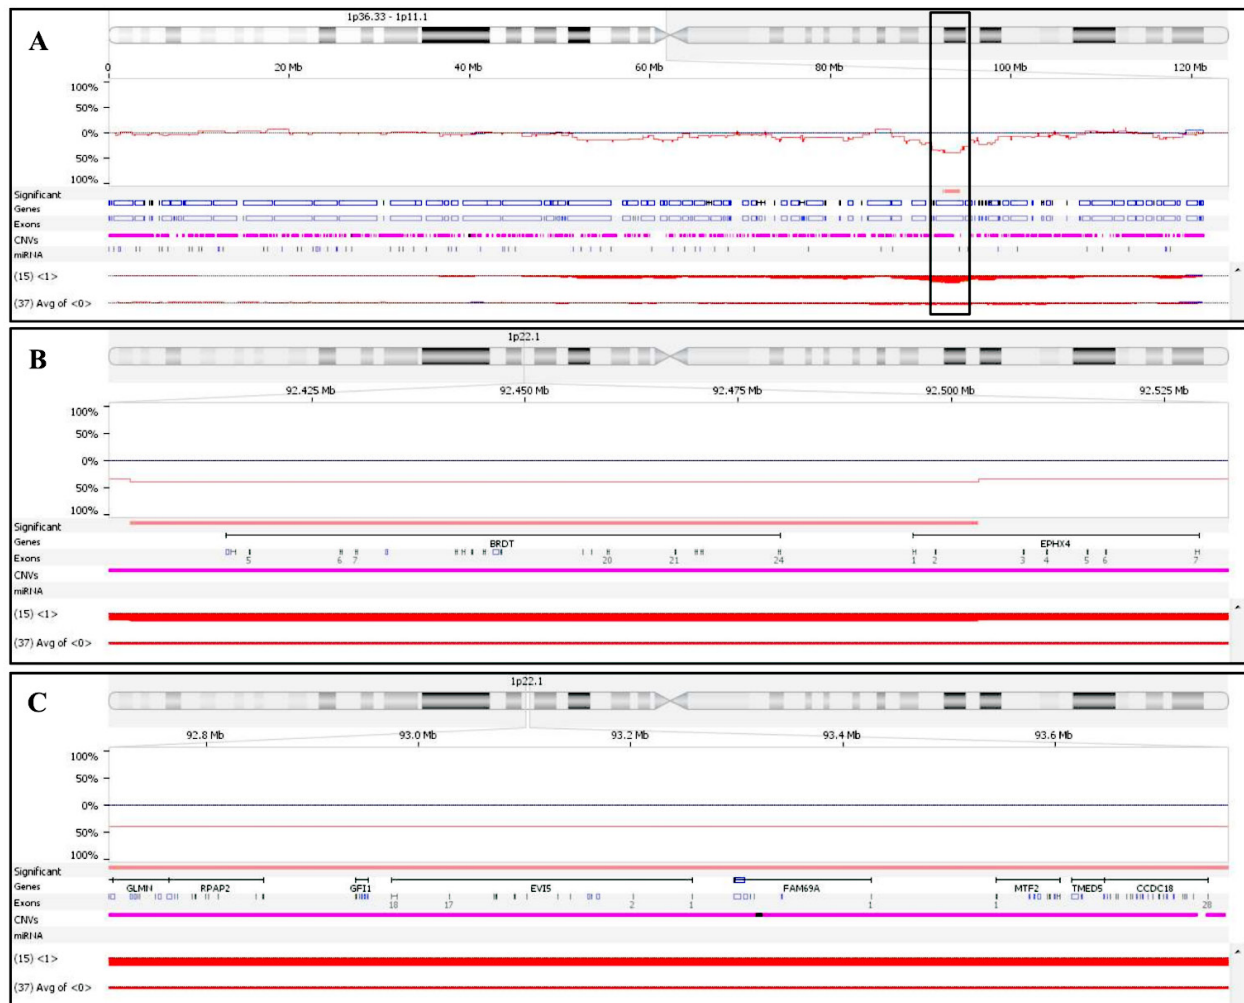 A
1p36.33 - 1p11.1
0 20 Mb 40 Mb 60 Mb 80 Mb 100 Mb 120 Mb
100%
50%
0%
50%
100%
Significant
Genes
Exons
CNVs
miRNA
(15) <1>
(37) Avg of <0>
B
1p22.1
92.425 Mb 92.450 Mb 92.475 Mb 92.500 Mb 92.525 Mb
100%
50%
0%
50%
100%
Significant
Genes
BRDT EPHX4
Exons
5 6 7 20 21 24 1 2 3 4 5 6 7
CNVs
miRNA
(15) <1>
(37) Avg of <0>
C
1p22.1
92.8 Mb 93.0 Mb 93.2 Mb 93.4 Mb 93.6 Mb
100%
50%
0%
50%
100%
Significant
Genes
GLMN RPAP2 GFI1 EVI5 FAM69A MTF2 TMED5 CCDC18
Exons
18 17 2 1 1 1 28
CNVs
miRNA
(15) <1>
(37) Avg of <0>